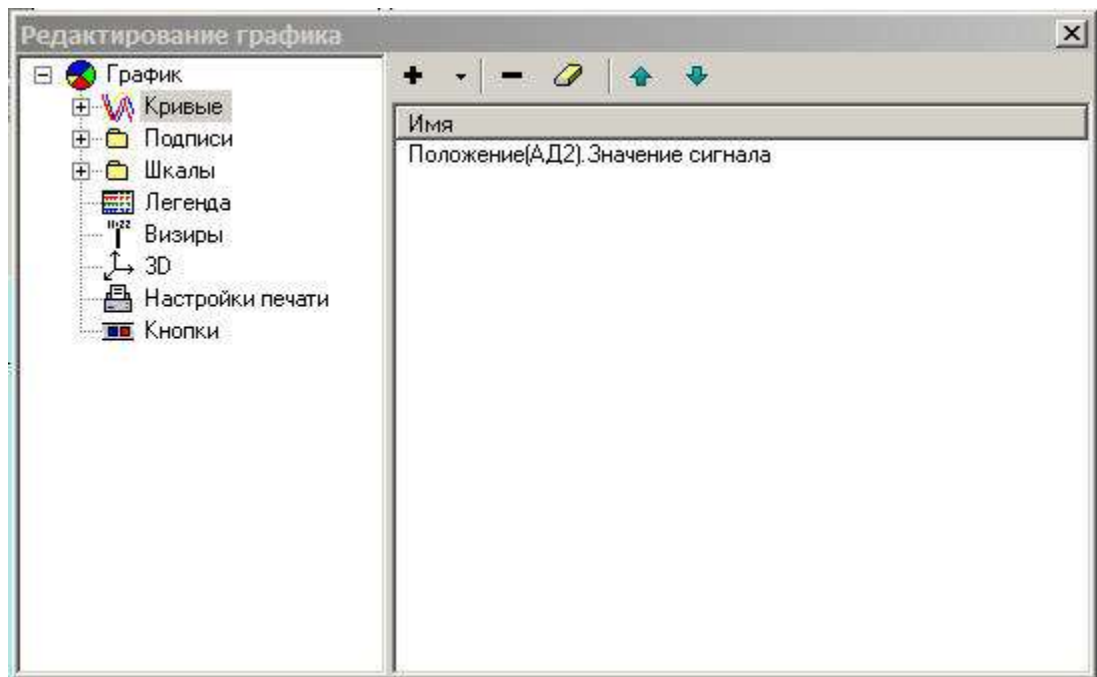 Редактирование графика
График
Кривые
Подписи
Шкалы
Легенда
Визиры
3D
Настройки печати
Кнопки
Имя
Положение(АД2).Значение сигнала